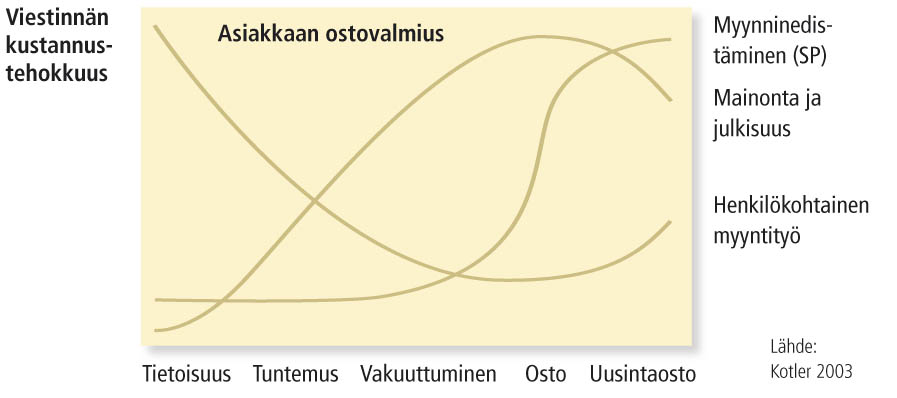 Viestinnän
kustannus-
tehokkuus
Asiakkaan ostovalmius
Myynninedis-
täminen (SP)
Mainonta ja
julkisuus
Henkilökohtainen
myyntityö
Tietoisuus Tuntemus Vakuuttuminen Osto Uusintaosto
Lähde:
Kotler 2003